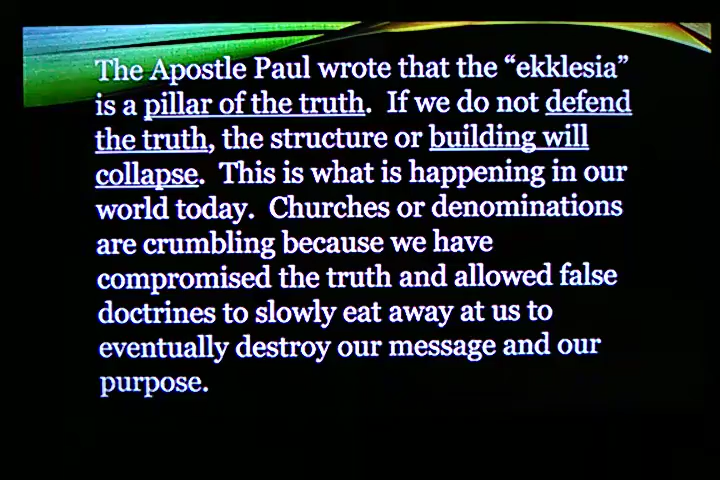 The Apostle Paul wrote that the “ekklesia”
is a pillar of the truth.  If we do not defend
the truth, the structure or building will
collapse.  This is what is happening in our
world today.  Churches or denominations
are crumbling because we have
compromised the truth and allowed false
doctrines to slowly eat away at us to
eventually destroy our message and our
purpose.